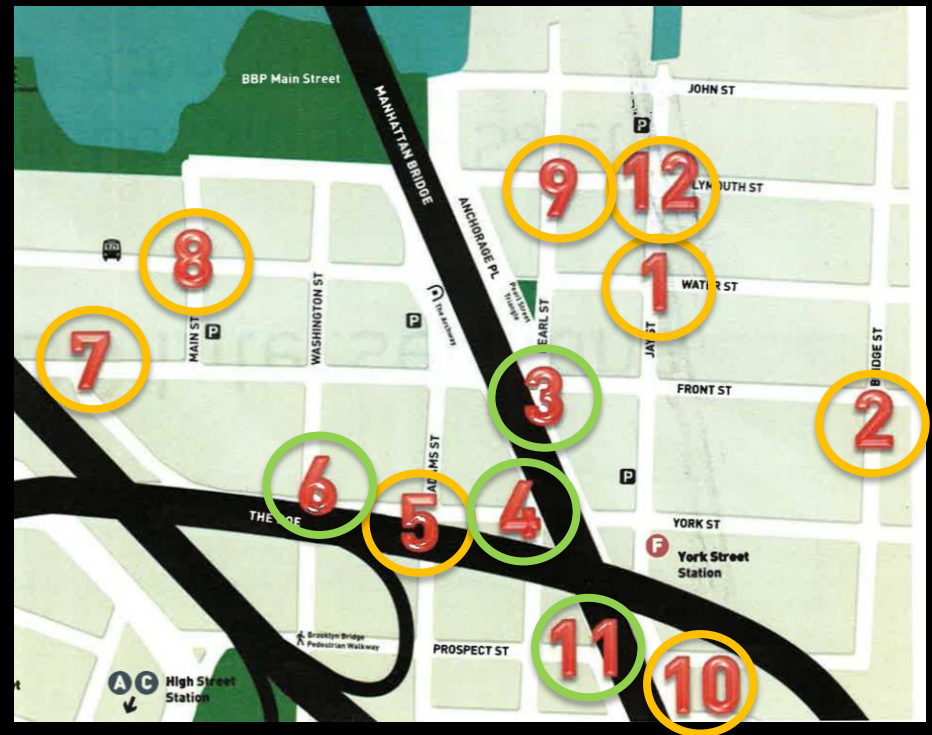 BBP Main Street
MANHATTAN BRIDGE
JOHN ST
P
9
12
LYMOUTH ST
ANCHORAGE PL
8
1
WATER ST
Pearl Street
Triangle
The Archway
WASHINGTON ST
MAIN ST
P
P
EARL ST
JAY ST
BRIDGE ST
7
3
FRONT ST
2
ADAMS ST
6
5
4
P
THE
YORK ST
F
York Street
Station
Brooklyn Bridge
Pedestrian Walkway
PROSPECT ST
11
10
A C High Street
Station